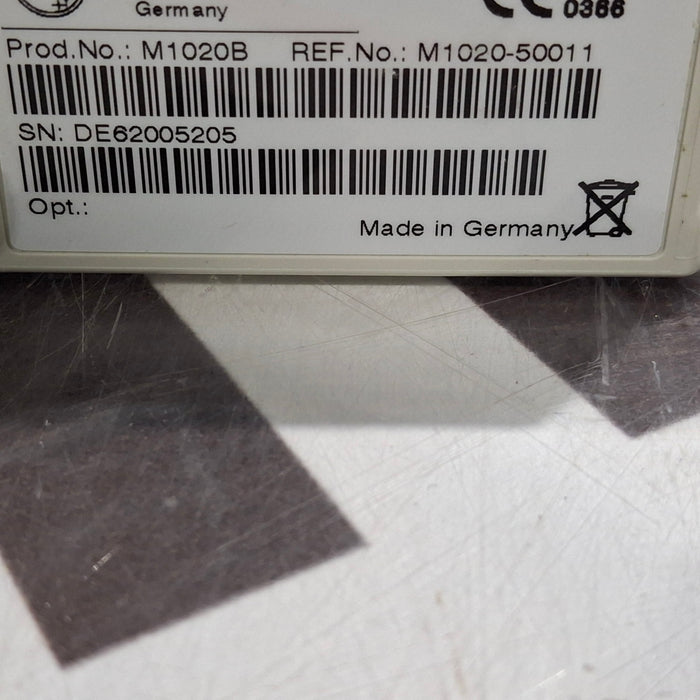 Germany
0366
Prod.No.: M1020B REF.No.: M1020-50011
SN: DE62005205
Opt.:
Made in Germany